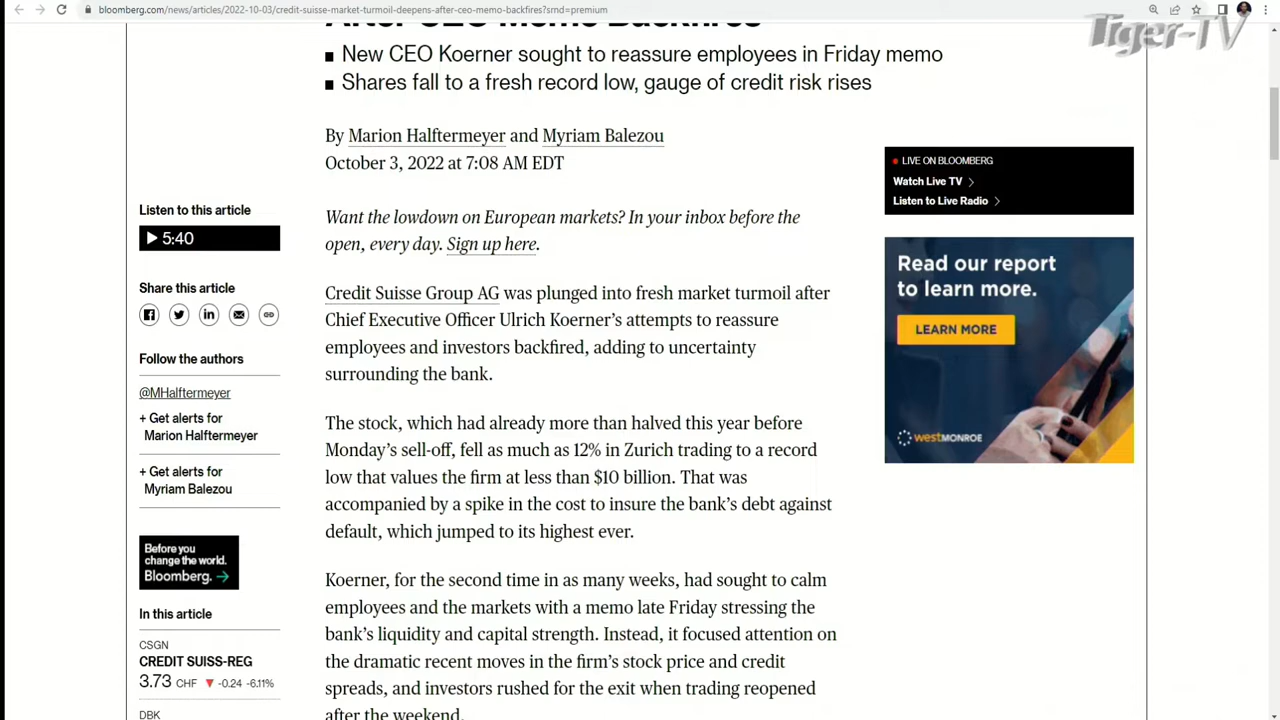 bloomberg.com/news/articles/2022-10-03/credit-suisse-market-turmoil-deepens-after-ceo-memo-backfires?srnd=premium
Tiger-TV
After CEO Memo Backfires
■ New CEO Koerner sought to reassure employees in Friday memo
■ Shares fall to a fresh record low, gauge of credit risk rises
By Marion Halftermeyer and Myriam Balezou
October 3, 2022 at 7:08 AM EDT
Want the lowdown on European markets? In your inbox before the
open, every day. Sign up here.
Credit Suisse Group AG was plunged into fresh market turmoil after
Chief Executive Officer Ulrich Koerner’s attempts to reassure
employees and investors backfired, adding to uncertainty
surrounding the bank.
The stock, which had already more than halved this year before
Monday’s sell-off, fell as much as 12% in Zurich trading to a record
low that values the firm at less than $10 billion. That was
accompanied by a spike in the cost to insure the bank’s debt against
default, which jumped to its highest ever.
Koerner, for the second time in as many weeks, had sought to calm
employees and the markets with a memo late Friday stressing the
bank’s liquidity and capital strength. Instead, it focused attention on
the dramatic recent moves in the firm’s stock price and credit
spreads, and investors rushed for the exit when trading reopened
after the weekend.
Listen to this article
5:40
Share this article
Follow the authors
@MHalftermeyer
+ Get alerts for
Marion Halftermeyer
+ Get alerts for
Myriam Balezou
Before you
change the world.
Bloomberg. →
In this article
CSGN
CREDIT SUISS-REG
3.73 CHF ▼ -0.24 -6.11%
DBK
LIVE ON BLOOMBERG
Watch Live TV >
Listen to Live Radio >
Read our report
to learn more.
LEARN MORE
westMONROE